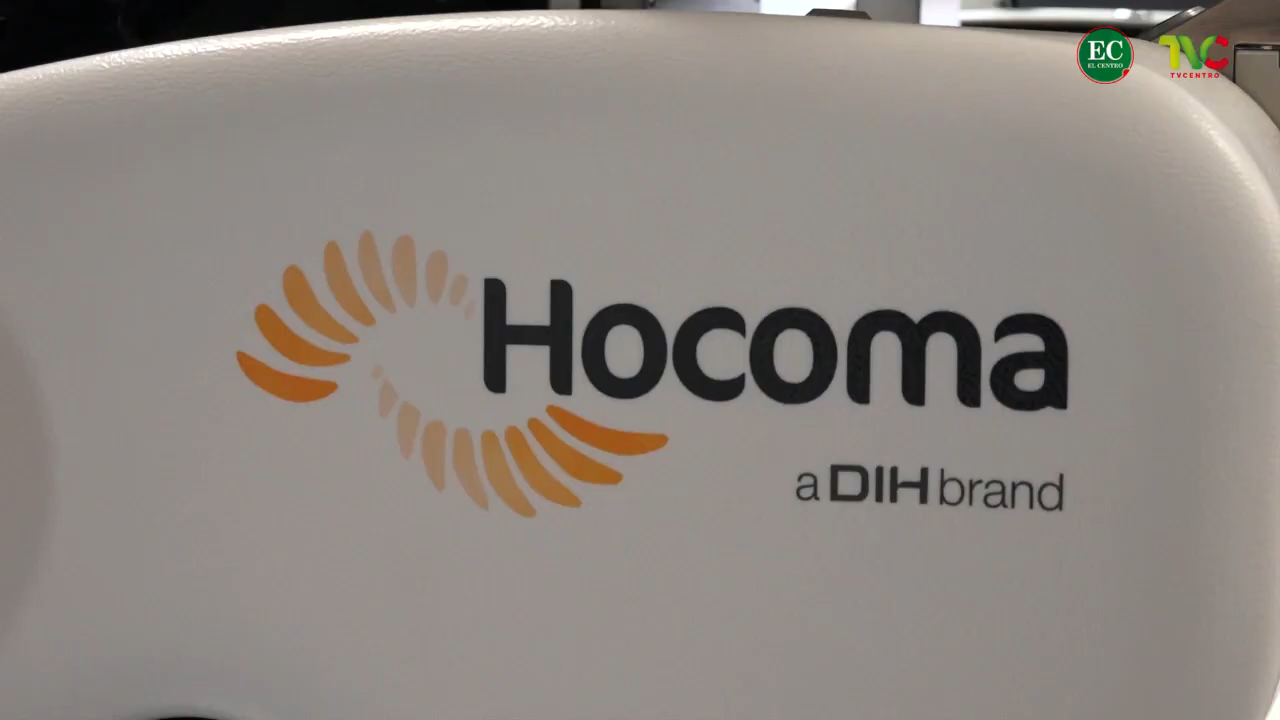 EC
EL CENTRO
TVC
TVCENTRO
Hocoma
a DIH brand